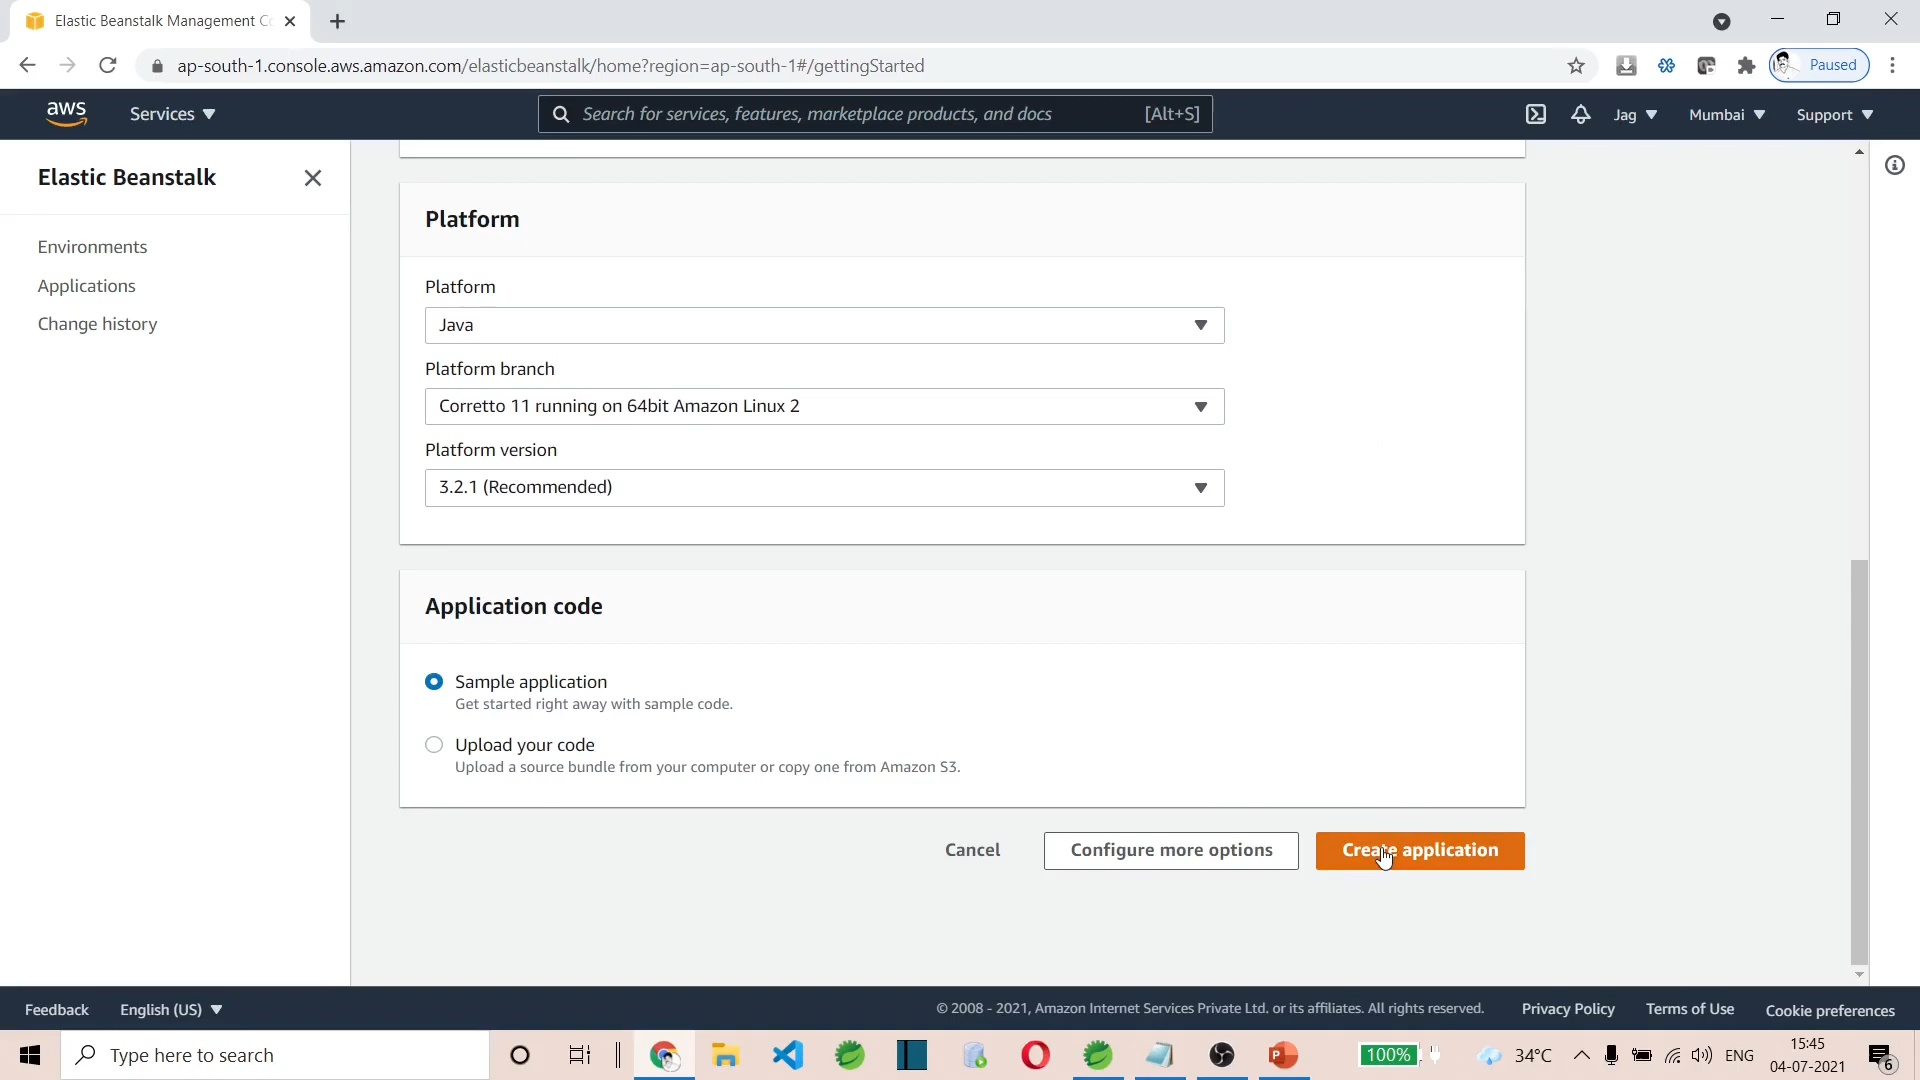 Elastic Beanstalk Management Co
ap-south-1.console.aws.amazon.com/elasticbeanstalk/home?region=ap-south-1#/gettingStarted
Paused
aws
Services
Search for services, features, marketplace products, and docs
[Alt+S]
Jag
Mumbai
Support
Elastic Beanstalk
Environments
Applications
Change history
Platform
Platform
Java
Platform branch
Corretto 11 running on 64bit Amazon Linux 2
Platform version
3.2.1 (Recommended)
Application code
Sample application
Get started right away with sample code.
Upload your code
Upload a source bundle from your computer or copy one from Amazon S3.
Cancel
Configure more options
Create application
Feedback
English (US)
© 2008 - 2021, Amazon Internet Services Private Ltd. or its affiliates. All rights reserved.
Privacy Policy
Terms of Use
Cookie preferences
Type here to search
100%
34°C
ENG
15:45
04-07-2021
6